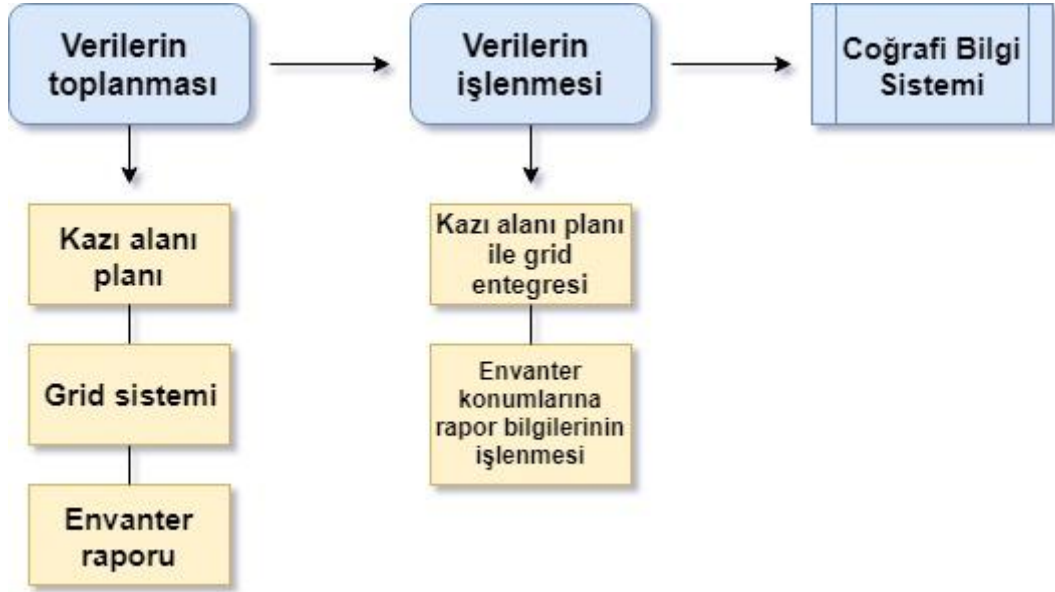 Verilerin
toplanması
Verilerin
işlenmesi
Coğrafi Bilgi
Sistemi
Kazı alanı
planı
Grid sistemi
Envanter
raporu
Kazı alanı planı
ile grid
entegresi
Envanter
konumlarına
rapor bilgilerinin
işlenmesi